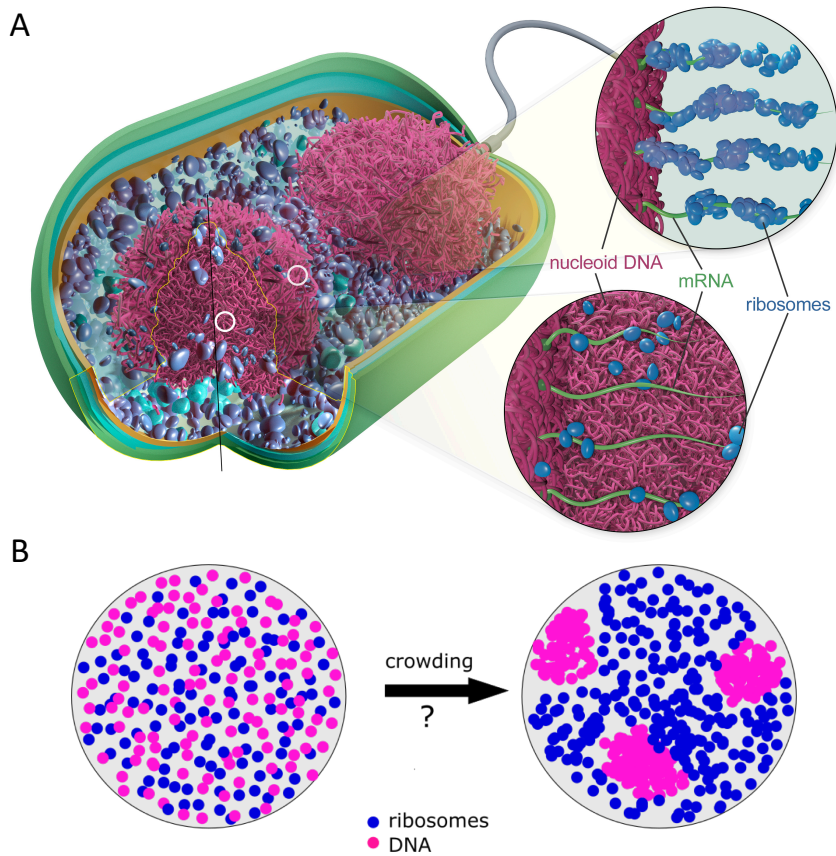 A
nucleoid DNA
mRNA
ribosomes
B
crowding
?
ribosomes
DNA